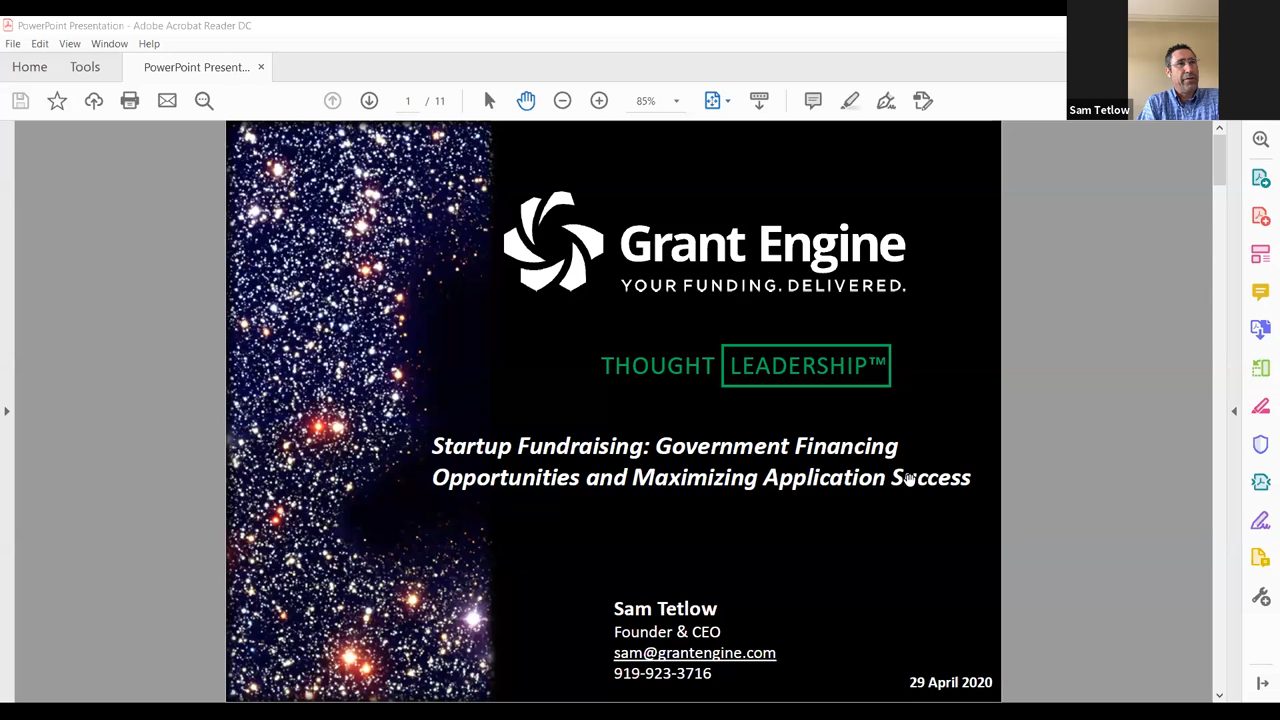 PowerPoint Presentation - Adobe Acrobat Reader DC
File Edit View Window Help
Home Tools PowerPoint Present... ×
1 / 11 85%
Sam Tetlow
Grant Engine
YOUR FUNDING. DELIVERED.
THOUGHT LEADERSHIP™
Startup Fundraising: Government Financing
Opportunities and Maximizing Application Success
Sam Tetlow
Founder & CEO
sam@grantengine.com
919-923-3716
29 April 2020